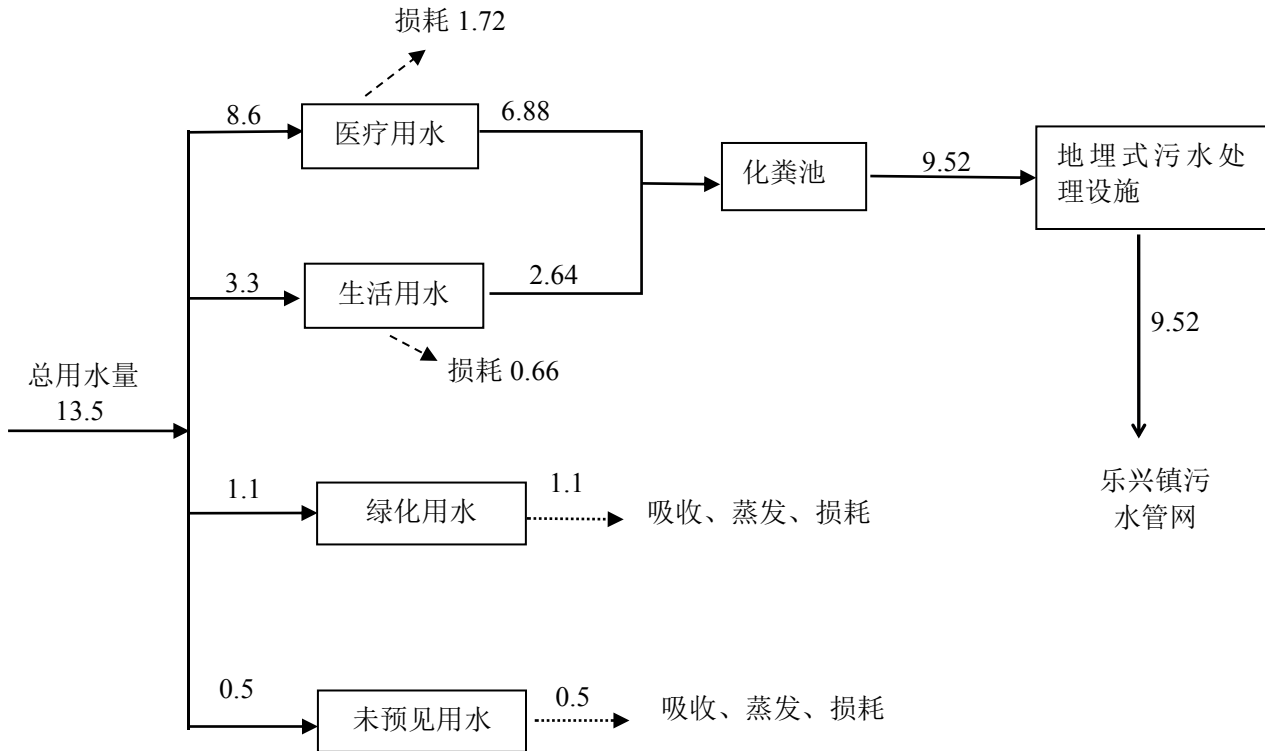 损耗 1.72
8.6
医疗用水
6.88
化粪池
9.52
地埋式污水处
理设施
3.3
生活用水
2.64
损耗 0.66
9.52
总用水量
13.5
乐兴镇污
水管网
1.1
绿化用水
1.1
吸收、蒸发、损耗
0.5
未预见用水
0.5
吸收、蒸发、损耗